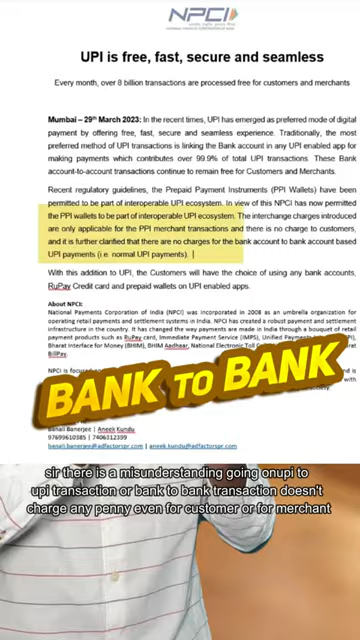 NPCI
UPI is free, fast, secure and seamless
Every month, over 8 billion transactions are processed free for customers and merchants
Mumbai – 29th March 2023: In the recent times, UPI has emerged as preferred mode of digital
payment by offering free, fast, secure and seamless experience. Traditionally, the most
preferred method of UPI transactions is linking the Bank account in any UPI enabled app for
making payments which contributes over 99.9% of total UPI transactions. These Bank
account-to-account transactions continue to remain free for Customers and Merchants.
Recent regulatory guidelines, the Prepaid Payment Instruments (PPI Wallets) have been
permitted to be part of interoperable UPI ecosystem. In view of this NPCI has now permitted
the PPI wallets to be part of interoperable UPI ecosystem. The interchange charges introduced
are only applicable for the PPI merchant transactions and there is no charge to customers,
and it is further clarified that there are no charges for the bank account to bank account based
UPI payments (i.e. normal UPI payments).
With this addition to UPI, the Customers will have the choice of using any bank accounts,
RuPay Credit card and prepaid wallets on UPI enabled apps.
About NPCI:
National Payments Corporation of India (NPCI) was incorporated in 2008 as an umbrella organization for
operating retail payments and settlement systems in India. NPCI has created a robust payment and settlement
infrastructure in the country. It has changed the way payments are made in India through a bouquet of retail
payment products such as RuPay card, Immediate Payment Service (IMPS), Unified Payments
Bharat Interface for Money (BHIM), BHIM Aadhaar, National Electronic Toll
BillPay.
NPCI is focused
with
BANK TO BANK
Banali Banerjee | Aneek Kundu
97699610385 | 7406312339
banali.banerjee@adfactorspr.com | aneek.kundu@adfactorspr.com
sir there is a misunderstanding going onupi to
upi transaction or bank to bank transaction doesn't
charge any penny even for customer or for merchant